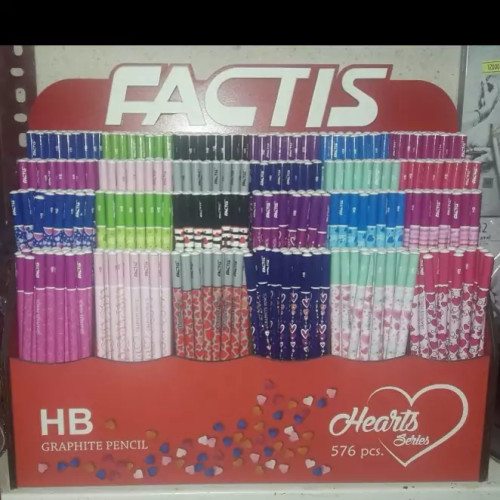 FACTIS
HB
GRAPHITE PENCIL
Hearts
Series
576 pcs.